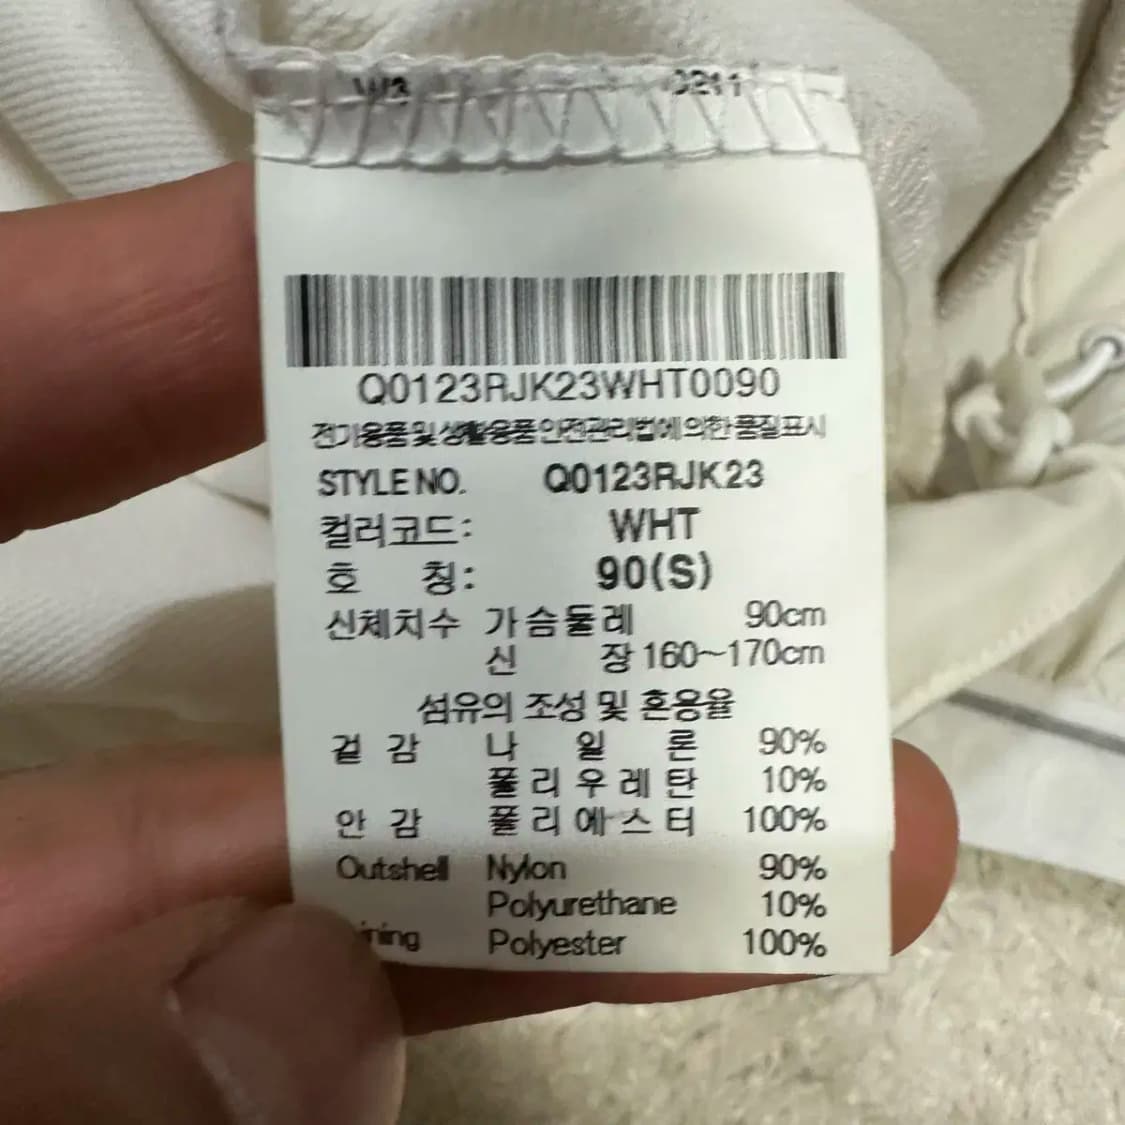 W3 0211
Q0123RJK23WHT0090
전기용품 및 생활용품 안전관리법에 의한 품질표시
STYLE NO. Q0123RJK23
컬러코드: WHT
호 칭: 90(S)
신체치수 가슴둘레 90cm
신 장 160~170cm
섬유의 조성 및 혼용율
겉 감 나 일 론 90%
폴리우레탄 10%
안 감 폴리에스터 100%
Outshell Nylon 90%
Polyurethane 10%
ining Polyester 100%